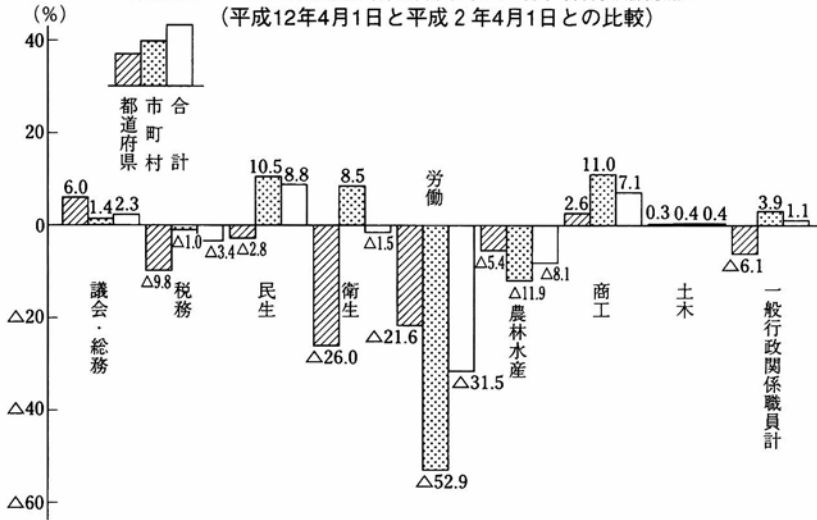 (平成12年4月1日と平成2年4月1日との比較)
(%)
40
20
0
△20
△40
△60
都道府県
市町村
合計
6.0
1.4
2.3
議会・総務
△9.8
△1.0
△3.4
税務
△2.8
10.5
8.8
民生
△26.0
8.5
△1.5
衛生
労働
△21.6
△52.9
△31.5
△5.4
△11.9
△8.1
農林水産
2.6
11.0
7.1
商工
0.3
0.4
0.4
土木
△6.1
3.9
1.1
一般行政関係職員計